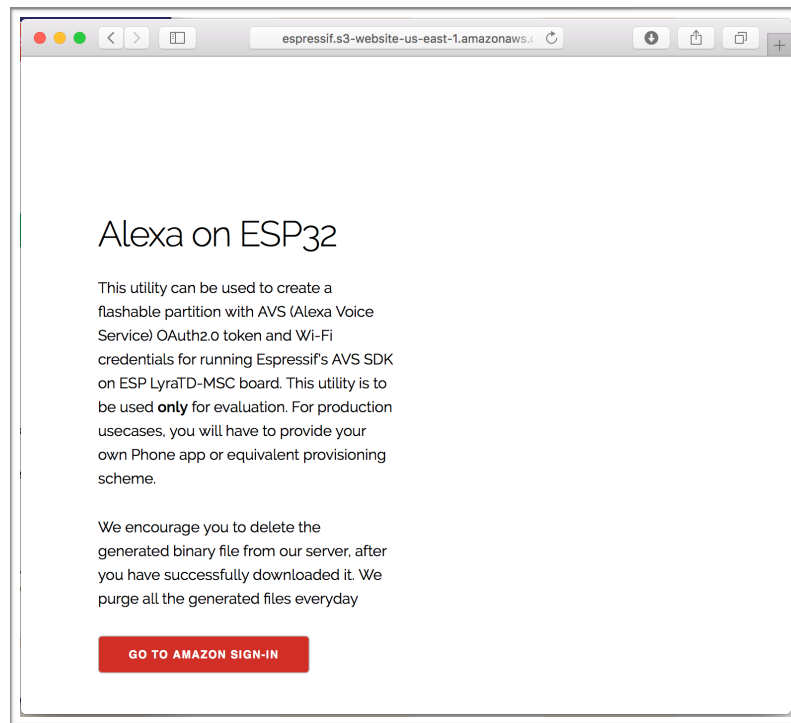 espressif.s3-website-us-east-1.amazonaws.
Alexa on ESP32
This utility can be used to create a
flashable partition with AVS (Alexa Voice
Service) OAuth2.0 token and Wi-Fi
credentials for running Espressif's AVS SDK
on ESP LyraTD-MSC board. This utility is to
be used only for evaluation. For production
usecases, you will have to provide your
own Phone app or equivalent provisioning
scheme.
We encourage you to delete the
generated binary file from our server, after
you have successfully downloaded it. We
purge all the generated files everyday
GO TO AMAZON SIGN-IN